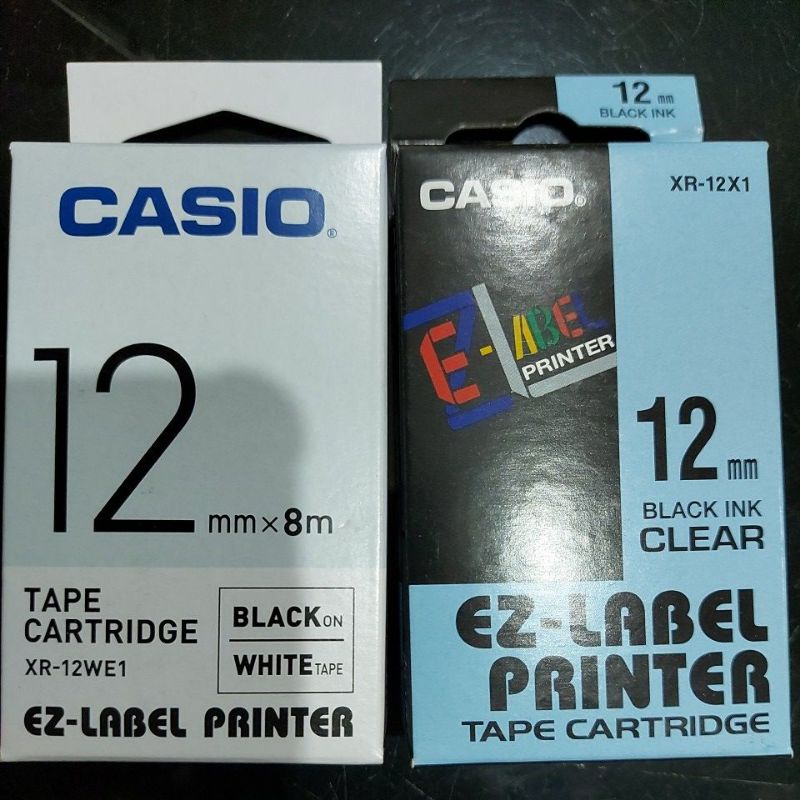 CASIO®
12 mm×8m
TAPE
CARTRIDGE
XR-12WE1
BLACK ON
WHITE TAPE
EZ-LABEL PRINTER
12 mm
BLACK INK
CASIO®
XR-12X1
EZ-LABEL
PRINTER
12 mm
BLACK INK
CLEAR
EZ-LABEL
PRINTER
TAPE CARTRIDGE